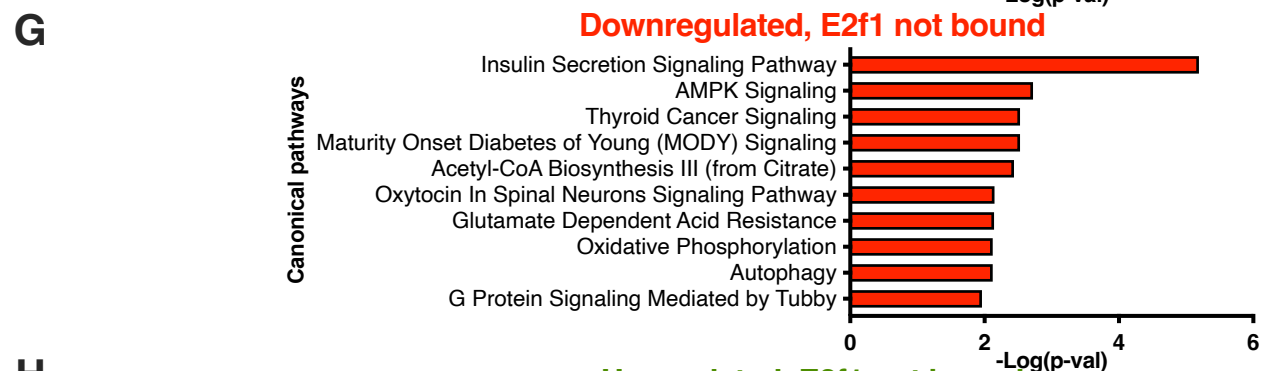 -Log(p-val)
G
Downregulated, E2f1 not bound
Canonical pathways
Insulin Secretion Signaling Pathway
AMPK Signaling
Thyroid Cancer Signaling
Maturity Onset Diabetes of Young (MODY) Signaling
Acetyl-CoA Biosynthesis III (from Citrate)
Oxytocin In Spinal Neurons Signaling Pathway
Glutamate Dependent Acid Resistance
Oxidative Phosphorylation
Autophagy
G Protein Signaling Mediated by Tubby
0 2 4 6
-Log(p-val)
H